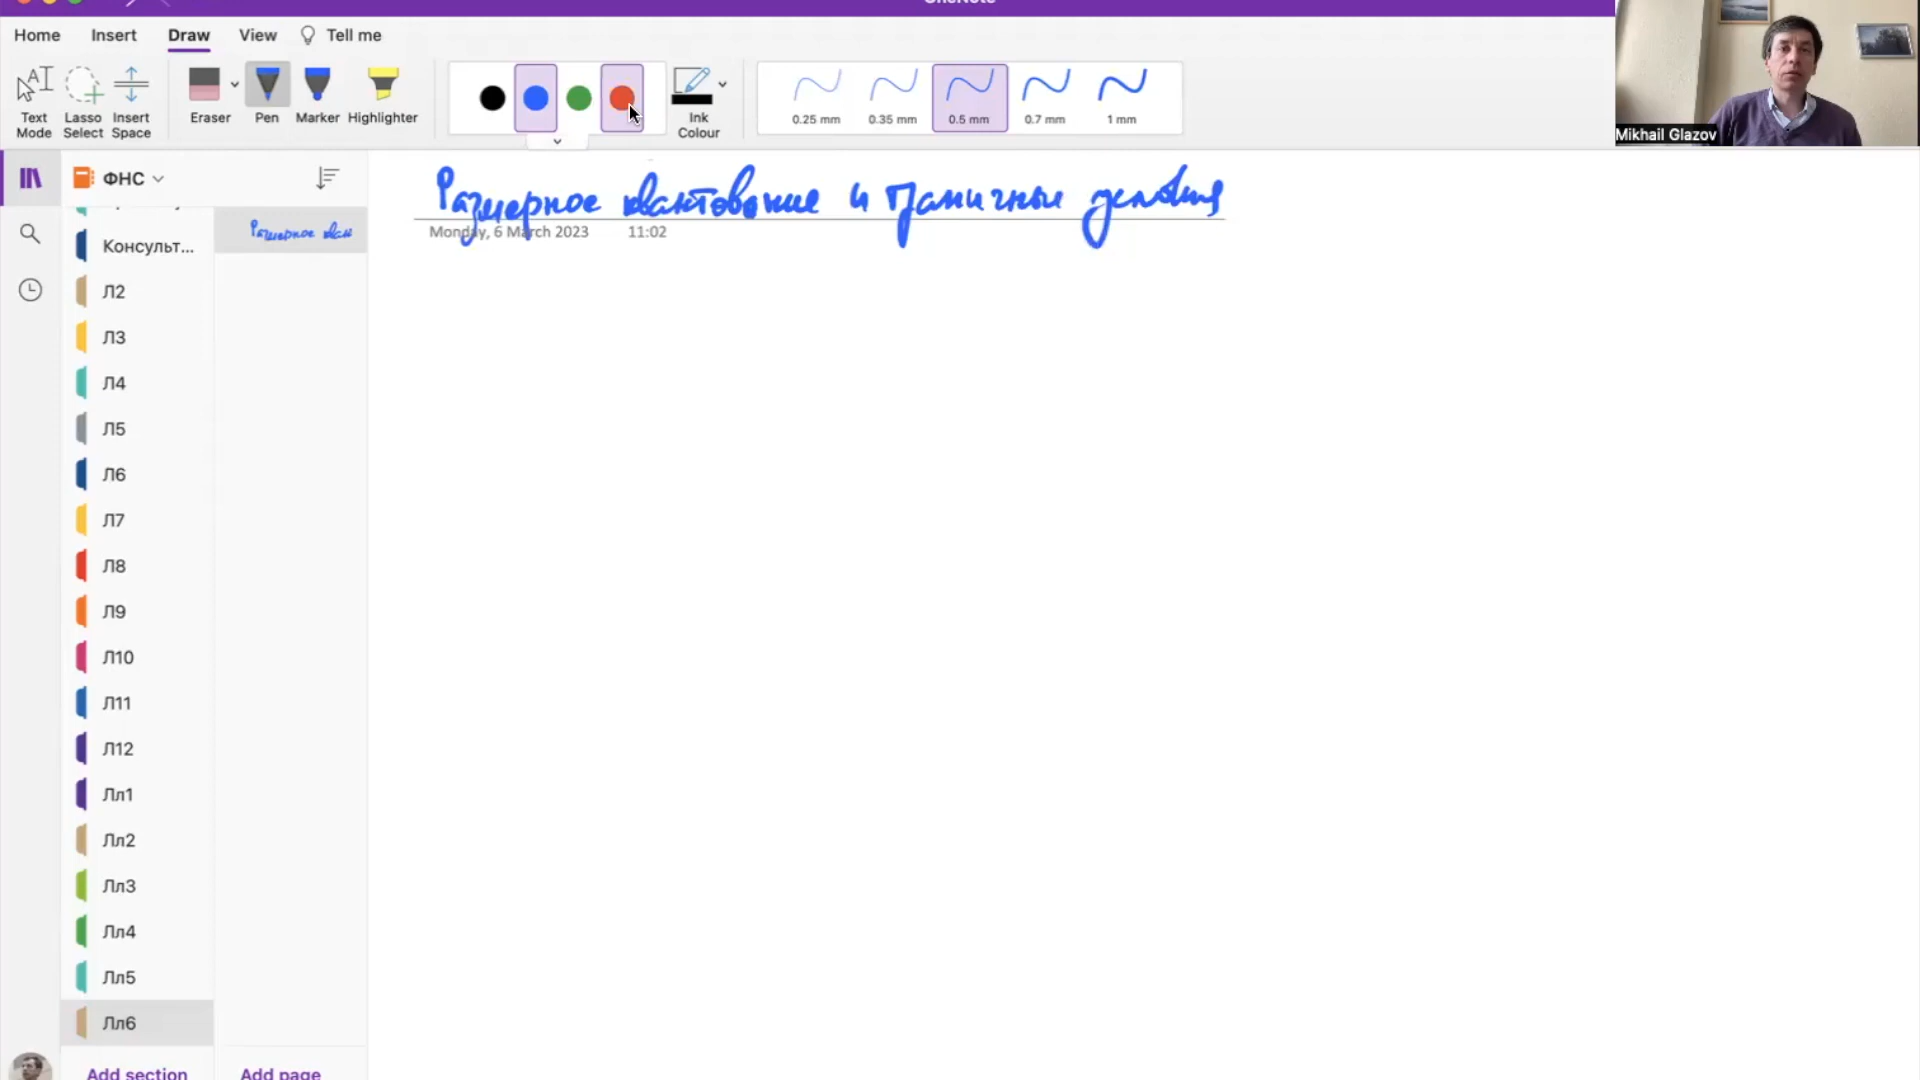 OneNote
Home Insert Draw View Tell me
Text Mode
Lasso Select
Insert Space
Eraser
Pen
Marker
Highlighter
Ink Colour
0.25 mm
0.35 mm
0.5 mm
0.7 mm
1 mm
Mikhail Glazov
ФНС
Размерное квантование и граничные условия
Monday, 6 March 2023 11:02
Размерное кван
Консульт...
Л2
Л3
Л4
Л5
Л6
Л7
Л8
Л9
Л10
Л11
Л12
Лл1
Лл2
Лл3
Лл4
Лл5
Лл6
Add section
Add page